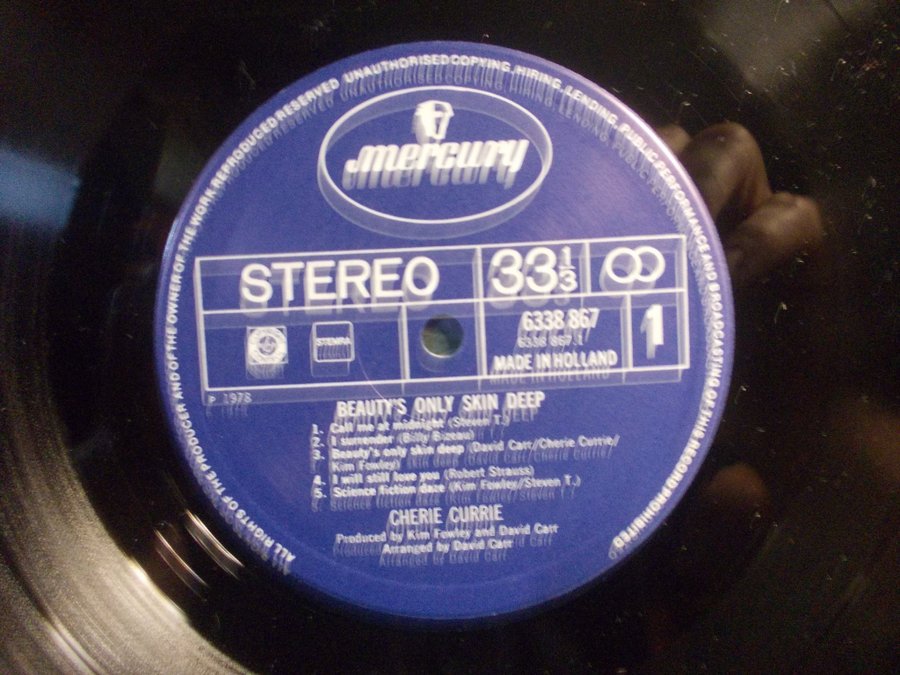 ALL RIGHTS OF THE PRODUCER AND OF THE OWNER OF THE WORK REPRODUCED RESERVED UNAUTHORISED COPYING, HIRING, LENDING, PUBLIC PERFORMANCE AND BROADCASTING OF THIS RECORD PROHIBITED
mercury
STEREO
33 1/3
6338 867
6338 867.1
1
STEMRA
MADE IN HOLLAND
P 1978
BEAUTY'S ONLY SKIN DEEP
1. Call me at midnight (Steven T.)
2. I surrender (Billy Bizeau)
3. Beauty's only skin deep (David Carr/Cherie Currie/
Kim Fowley)
4. I will still love you (Robert Strauss)
5. Science fiction daze (Kim Fowley/Steven T.)
CHERIE CURRIE
Produced by Kim Fowley and David Carr
Arranged by David Carr